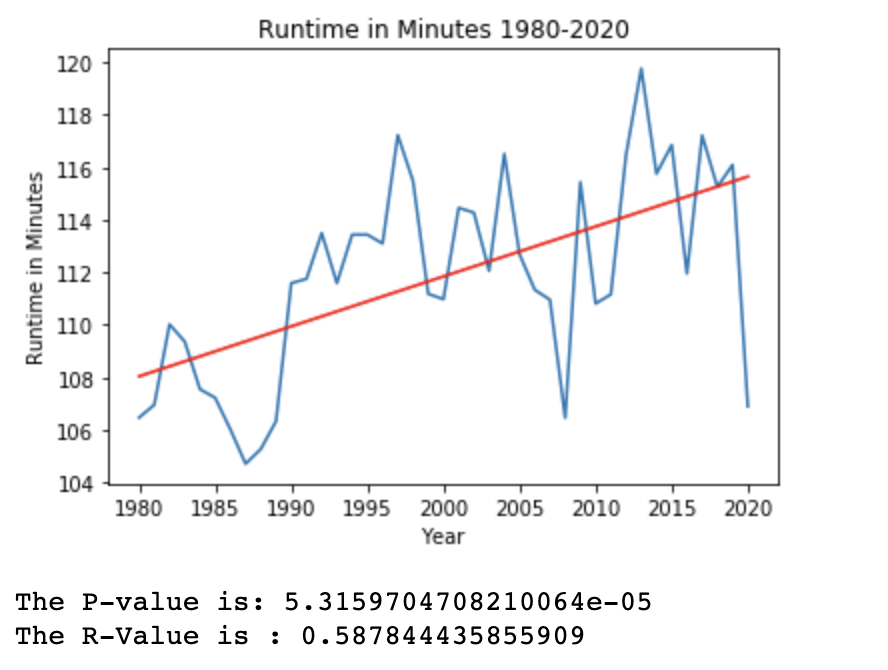 Runtime in Minutes 1980-2020
120
118
116
114
112
110
108
106
104
Runtime in Minutes
1980 1985 1990 1995 2000 2005 2010 2015 2020
Year
The P-value is: 5.3159704708210064e-05
The R-Value is : 0.587844435855909